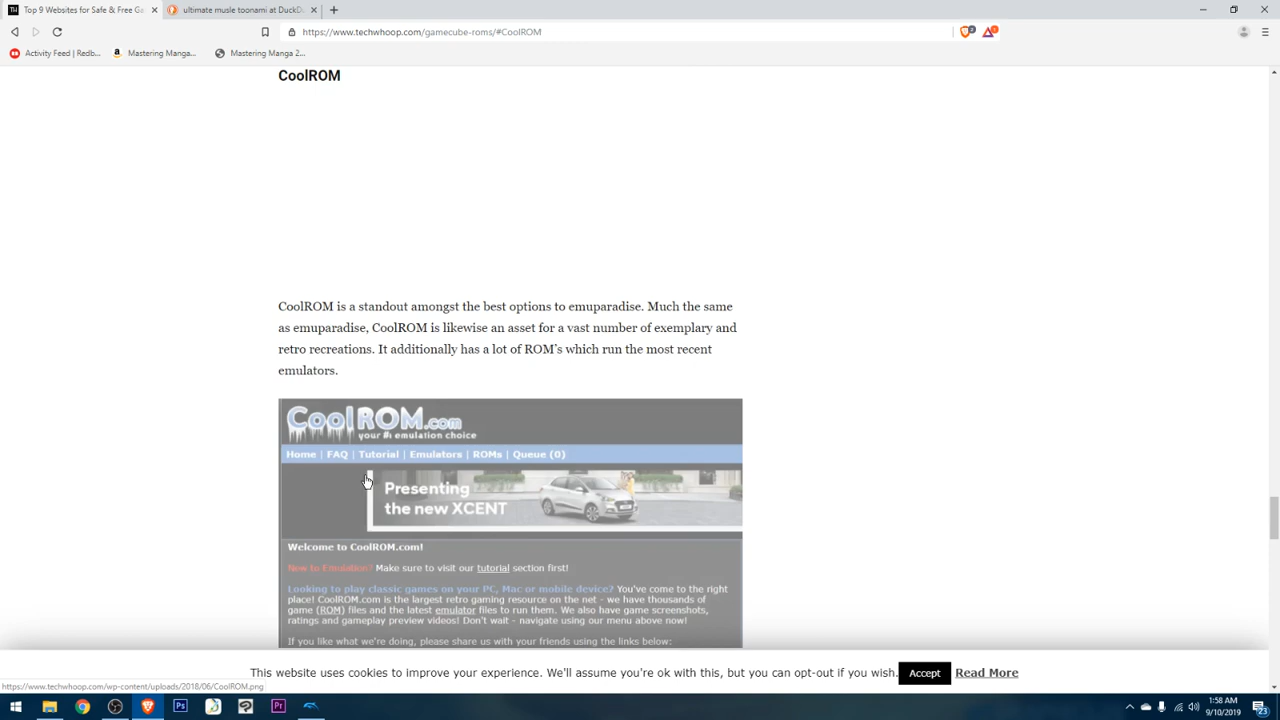 Top 9 Websites for Safe & Free Ga
ultimate musle toonami at DuckDu
https://www.techwhoop.com/gamecube-roms/#CoolROM
Activity Feed | Redb...
Mastering Manga...
Mastering Manga 2...
CoolROM
CoolROM is a standout amongst the best options to emuparadise. Much the same
as emuparadise, CoolROM is likewise an asset for a vast number of exemplary and
retro recreations. It additionally has a lot of ROM’s which run the most recent
emulators.
CoolROM.com
your #1 emulation choice
Home | FAQ | Tutorial | Emulators | ROMs | Queue (0)
Presenting
the new XCENT
Welcome to CoolROM.com!
New to Emulation? Make sure to visit our tutorial section first!
Looking to play classic games on your PC, Mac or mobile device? You've come to the right
place! CoolROM.com is the largest retro gaming resource on the net - we have thousands of
game (ROM) files and the latest emulator files to run them. We also have game screenshots,
ratings and gameplay preview videos! Don't wait - navigate using our menu above now!
If you like what we're doing, please share us with your friends using the links below:
This website uses cookies to improve your experience. We'll assume you're ok with this, but you can opt-out if you wish. Accept Read More
https://www.techwhoop.com/wp-content/uploads/2018/06/CoolROM.png
1:58 AM
9/10/2019
23